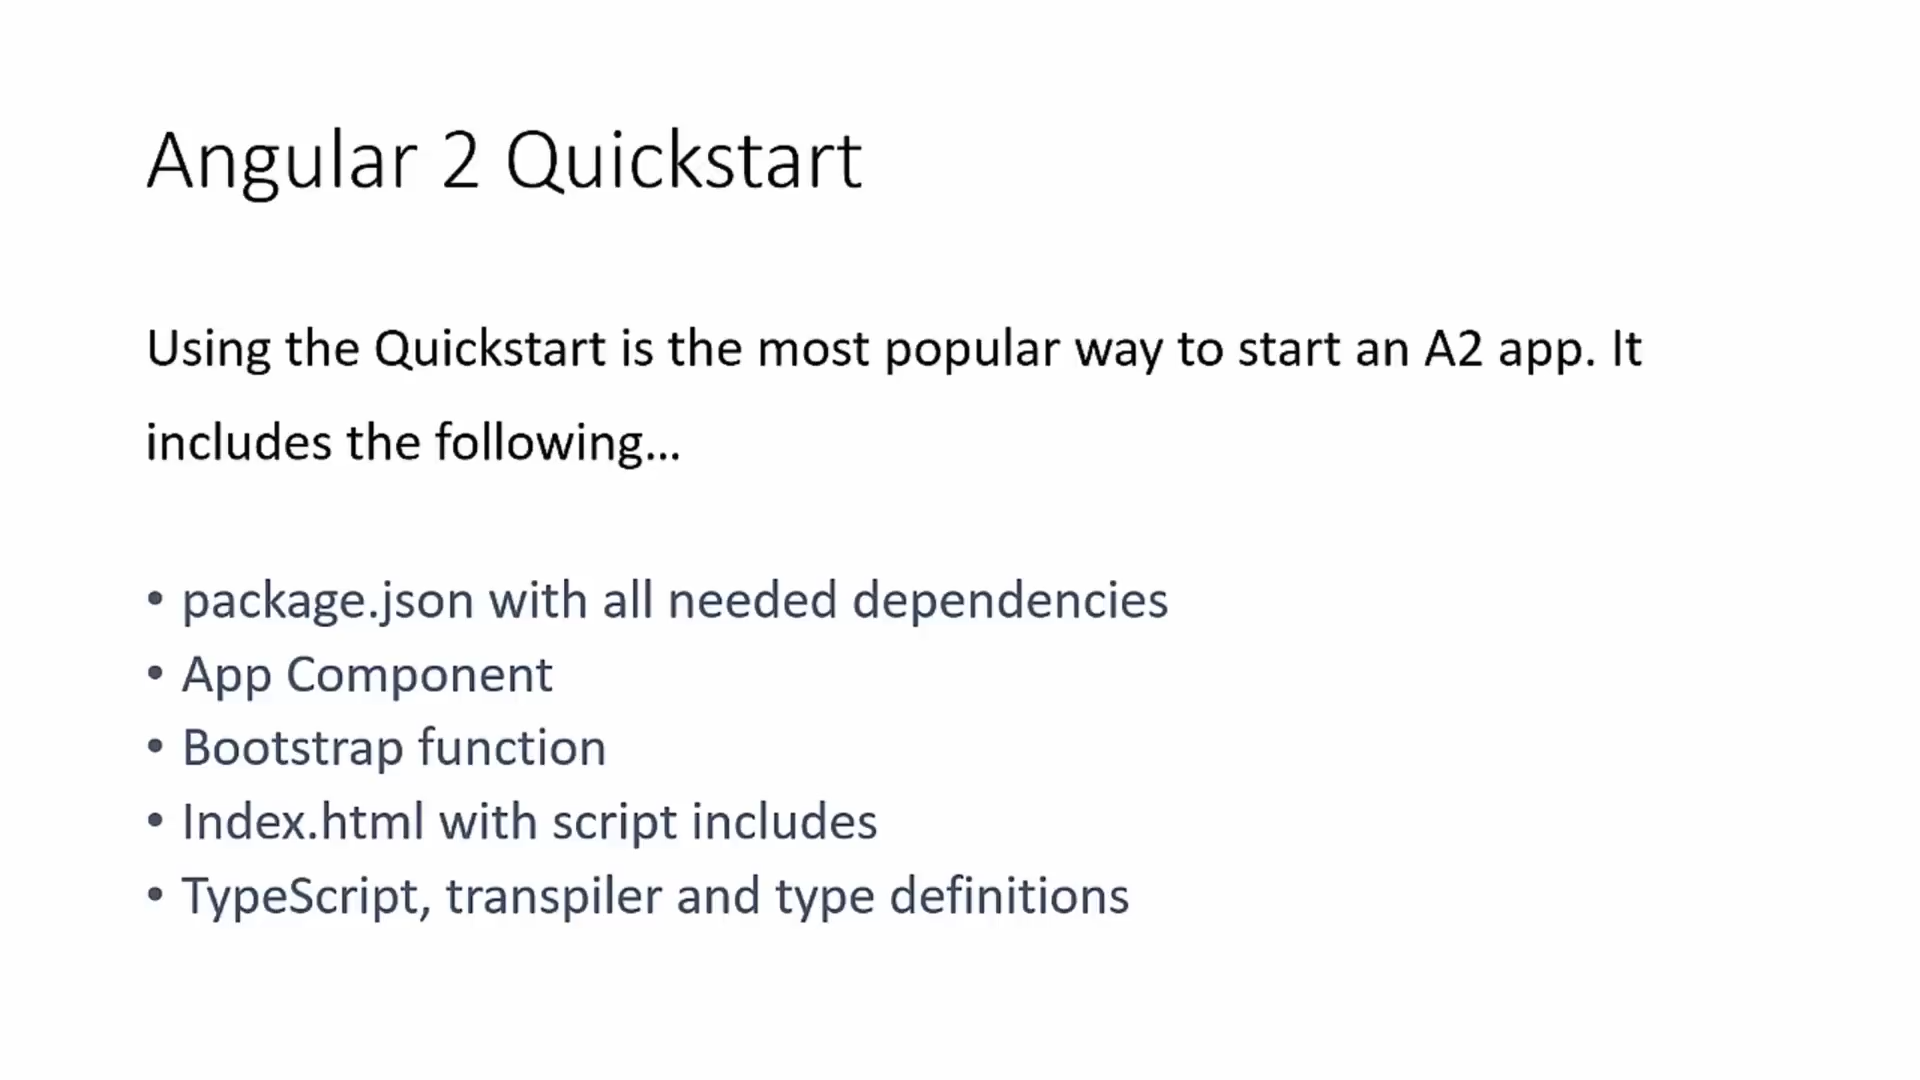 Angular 2 Quickstart
Using the Quickstart is the most popular way to start an A2 app. It
includes the following...
• package.json with all needed dependencies
• App Component
• Bootstrap function
• Index.html with script includes
• TypeScript, transpiler and type definitions